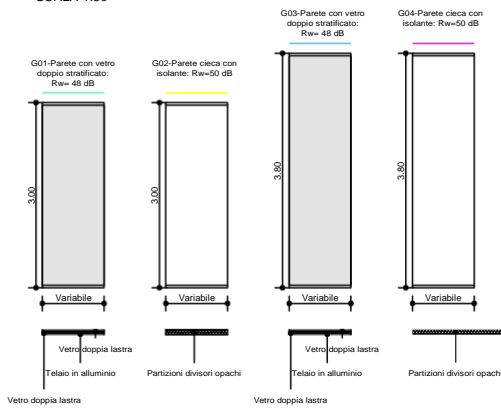 G01-Parete con vetro
doppio stratificato:
Rw= 48 dB
G02-Parete cieca con
isolante: Rw=50 dB
G03-Parete con vetro
doppio stratificato:
Rw= 48 dB
G04-Parete cieca con
isolante: Rw=50 dB
3.00
3.00
3.80
3.80
Variabile
Variabile
Variabile
Variabile
Vetro doppia lastra
Telaio in alluminio
Vetro doppia lastra
Partizioni divisori opachi
Vetro doppia lastra
Telaio in alluminio
Vetro doppia lastra
Partizioni divisori opachi